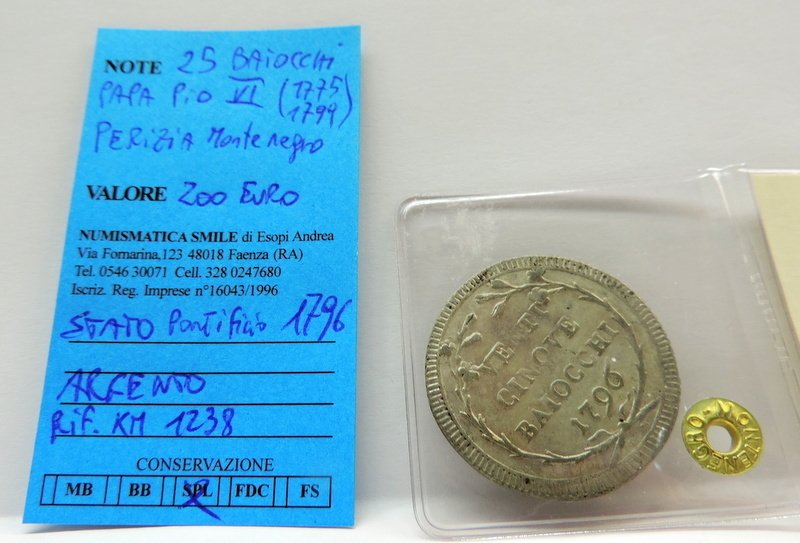 NOTE 25 BAIOCCHI
PAPA PIO VI (1775
1799)
PERIZIA Montenegro
VALORE 200 EURO
NUMISMATICA SMILE di Esopi Andrea
Via Fornarina,123 48018 Faenza (RA)
Tel. 0546 30071 Cell. 328 0247680
Iscriz. Reg. Imprese n°16043/1996
STATO Pontificio 1796
ARGENTO
Rif. KM 1238
CONSERVAZIONE
MB BB SPL FDC FS
BAIOCCHI
1796
MONTENEGRO